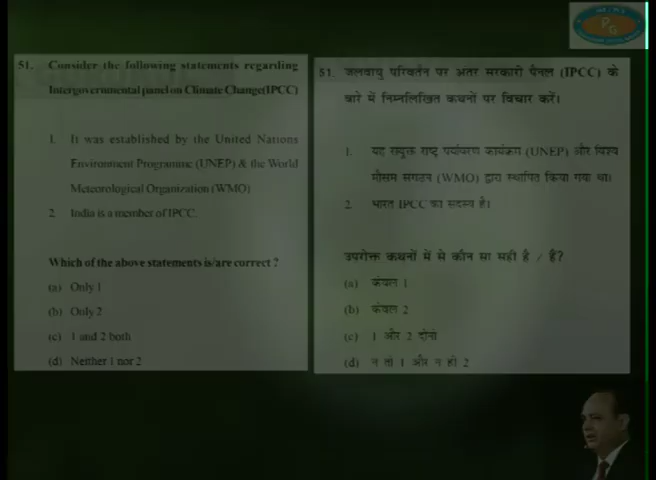 NEWS
PG
51. Consider the following statements regarding
Intergovernmental panel on Climate Change(IPCC)
1. It was established by the United Nations
Environment Programme (UNEP) & the World
Meteorological Organization (WMO)
2. India is a member of IPCC.
Which of the above statements is/are correct ?
(a) Only 1
(b) Only 2
(c) 1 and 2 both
(d) Neither 1 nor 2
51. जलवायु परिवर्तन पर अंतर सरकारी पैनल (IPCC) के
बारे में निम्नलिखित कथनों पर विचार करें।
1. यह संयुक्त राष्ट्र पर्यावरण कार्यक्रम (UNEP) और विश्व
मौसम संगठन (WMO) द्वारा स्थापित किया गया था।
2. भारत IPCC का सदस्य है।
उपरोक्त कथनों में से कौन सा सही है / हैं?
(a) केवल 1
(b) केवल 2
(c) 1 और 2 दोनों
(d) न तो 1 और न ही 2